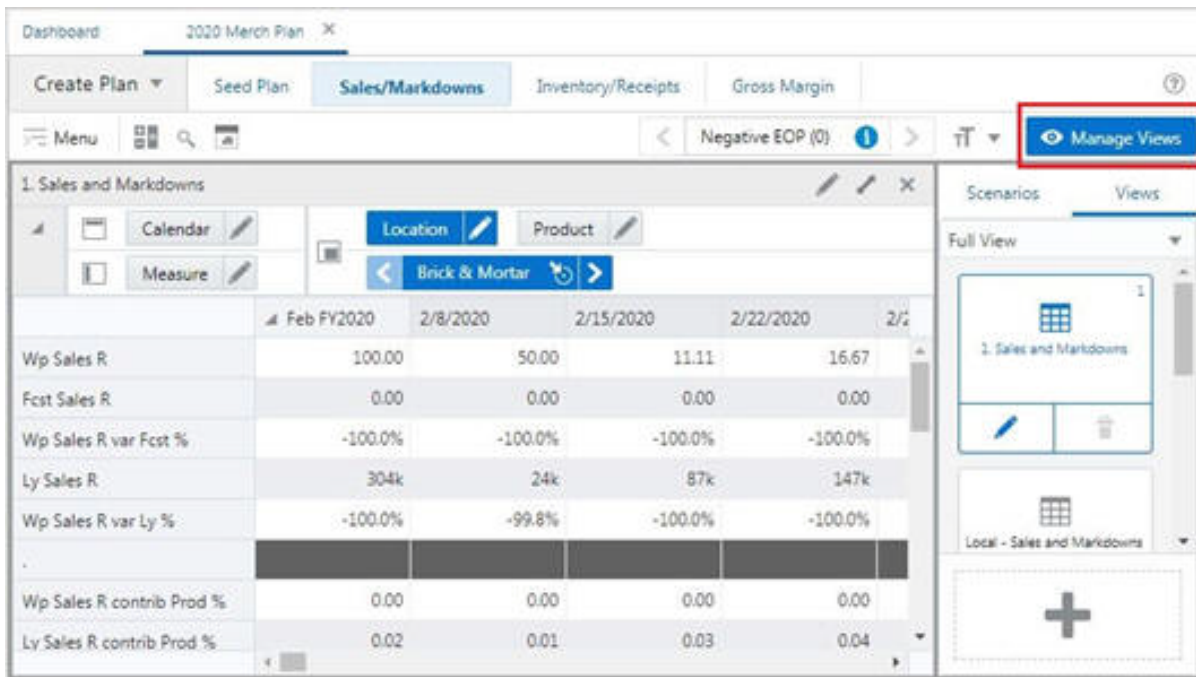 Dashboard 2020 Merch Plan
Create Plan Seed Plan Sales/Markdowns Inventory/Receipts Gross Margin
Menu Negative EOP (0) Manage Views
1. Sales and Markdowns Scenarios Views
Calendar Location Product Full View
Measure Brick & Mortar 1
Feb FY2020 2/8/2020 2/15/2020 2/22/2020
Wp Sales R 100.00 50.00 11.11 16.67 1. Sales and Markdowns
Fcst Sales R 0.00 0.00 0.00 0.00
Wp Sales R var Fcst % -100.0% -100.0% -100.0% -100.0%
Ly Sales R 304k 24k 87k 147k
Wp Sales R var Ly % -100.0% -99.8% -100.0% -100.0%
. Local - Sales and Markdowns
Wp Sales R contrib Prod % 0.00 0.00 0.00 0.00
Ly Sales R contrib Prod % 0.02 0.01 0.03 0.04